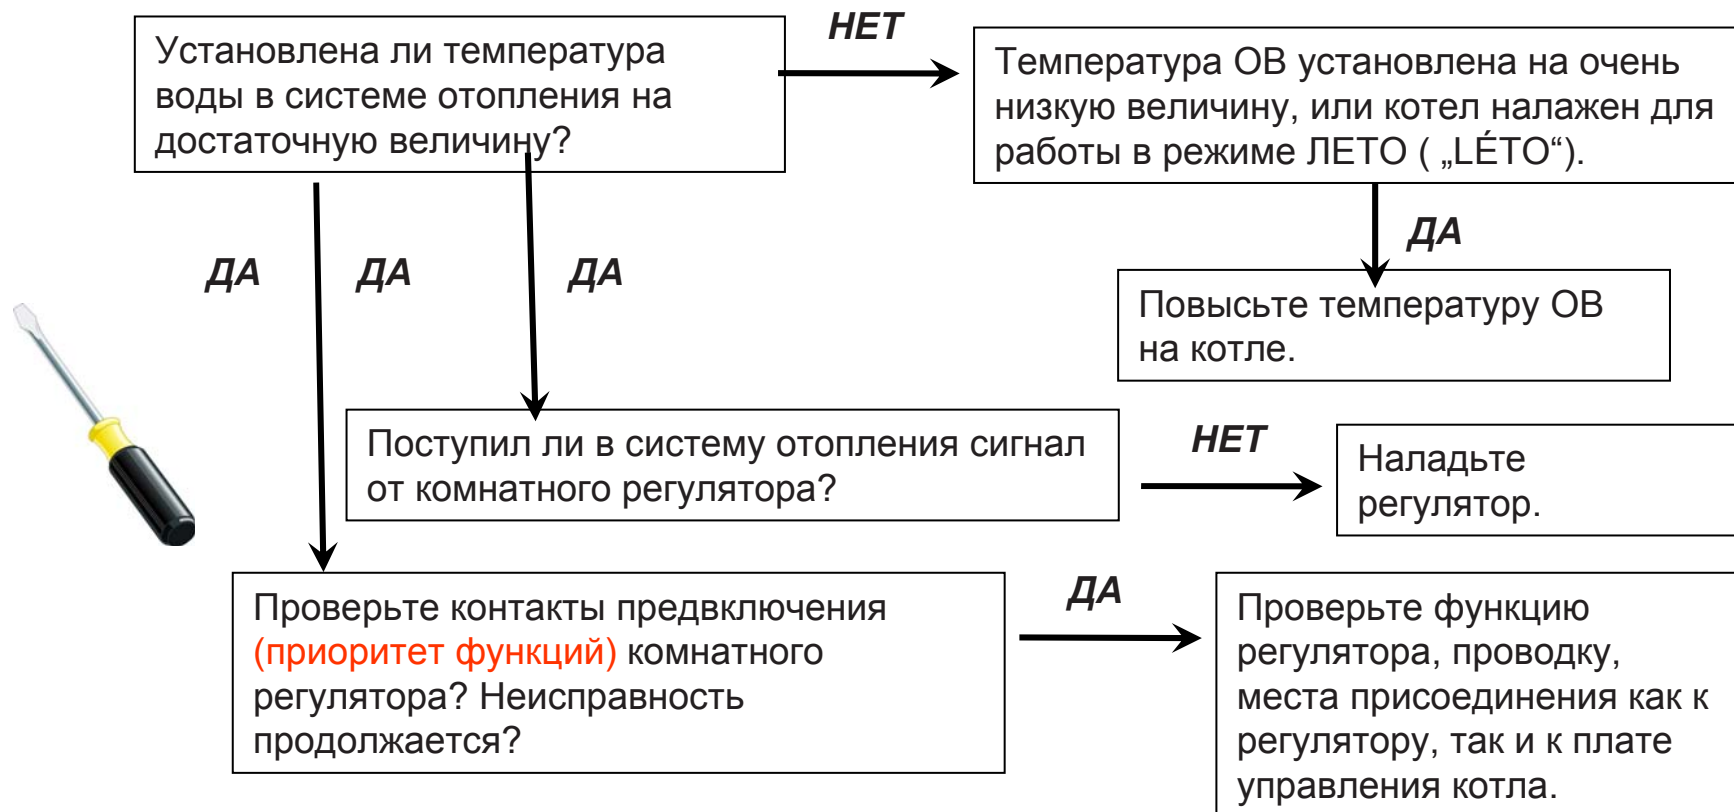 Установлена ли температура
воды в системе отопления на
достаточную величину?
НЕТ
Температура ОВ установлена на очень
низкую величину, или котел налажен для
работы в режиме ЛЕТО ( „LÉTO“).
ДА
ДА
ДА
ДА
Повысьте температуру ОВ
на котле.
Поступил ли в систему отопления сигнал
от комнатного регулятора?
НЕТ
Наладьте
регулятор.
Проверьте контакты предвключения
(приоритет функций) комнатного
регулятора? Неисправность
продолжается?
ДА
Проверьте функцию
регулятора, проводку,
места присоединения как к
регулятору, так и к плате
управления котла.